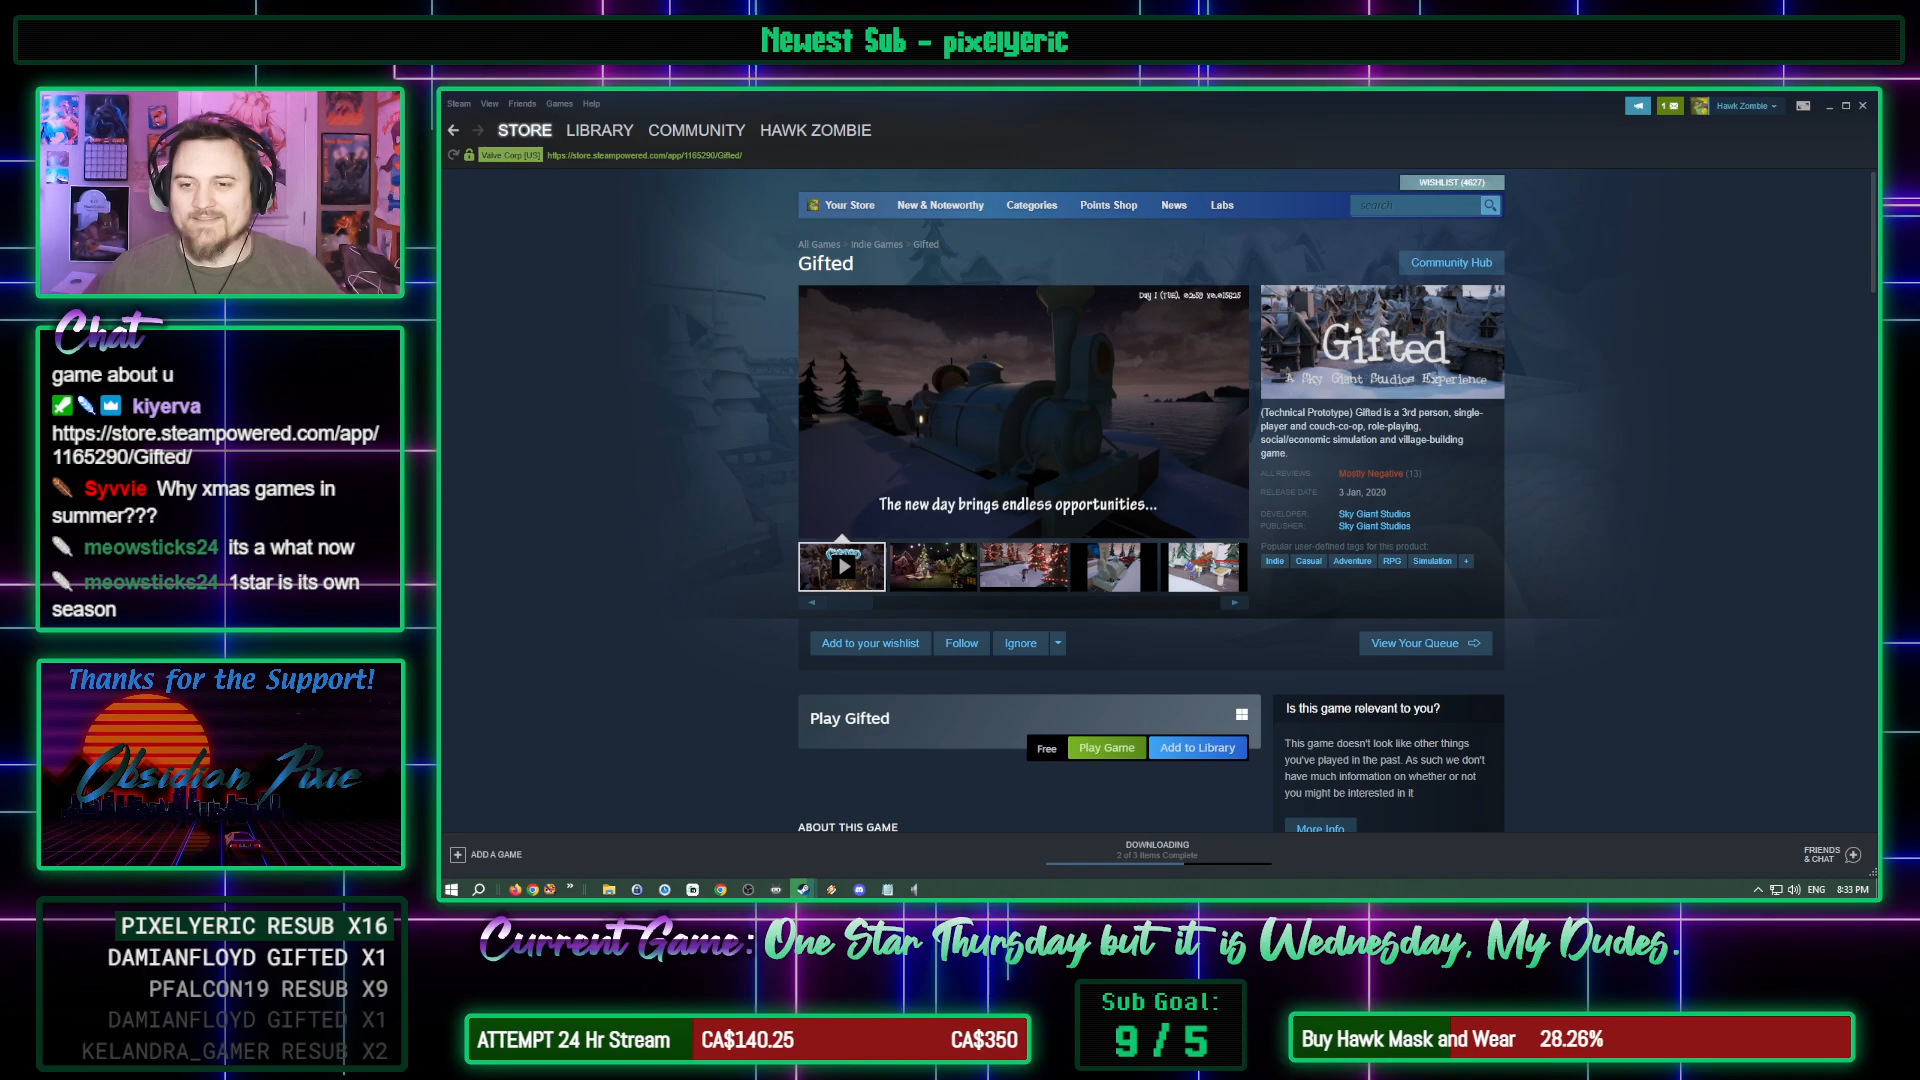 Newest Sub - pixelyeric
Steam View Friends Games Help
1
Hawk Zombie
STORE LIBRARY COMMUNITY HAWK ZOMBIE
Valve Corp [US] https://store.steampowered.com/app/1165290/Gifted/
WISHLIST (4627)
Your Store New & Noteworthy Categories Points Shop News Labs search
All Games > Indie Games > Gifted
Gifted
Community Hub
The new day brings endless opportunities...
Gifted
A Sky Giant Studios Experience
(Technical Prototype) Gifted is a 3rd person, single-
player and couch-co-op, role-playing,
social/economic simulation and village-building
game.
ALL REVIEWS: Mostly Negative (13)
RELEASE DATE: 3 Jan, 2020
DEVELOPER: Sky Giant Studios
PUBLISHER: Sky Giant Studios
Popular user-defined tags for this product:
Indie Casual Adventure RPG Simulation +
Add to your wishlist Follow Ignore View Your Queue
Play Gifted
Free Play Game Add to Library
Is this game relevant to you?
This game doesn't look like other things
you've played in the past. As such we don't
have much information on whether or not
you might be interested in it
More Info
ABOUT THIS GAME
ADD A GAME
DOWNLOADING
2 of 3 Items Complete
FRIENDS
& CHAT
ENG 8:33 PM
Chat
game about u
kiyerva
https://store.steampowered.com/app/
1165290/Gifted/
Syvvie Why xmas games in
summer???
meowsticks24 its a what now
meowsticks24 1star is its own
season
Thanks for the Support!
Obsidian Pixie
PIXELYERIC RESUB X16
DAMIANFLOYD GIFTED X1
PFALCON19 RESUB X9
DAMIANFLOYD GIFTED X1
KELANDRA_GAMER RESUB X2
Current Game: One Star Thursday but it is Wednesday, My Dudes.
ATTEMPT 24 Hr Stream CA$140.25 CA$350
Sub Goal:
9 / 5
Buy Hawk Mask and Wear 28.26%